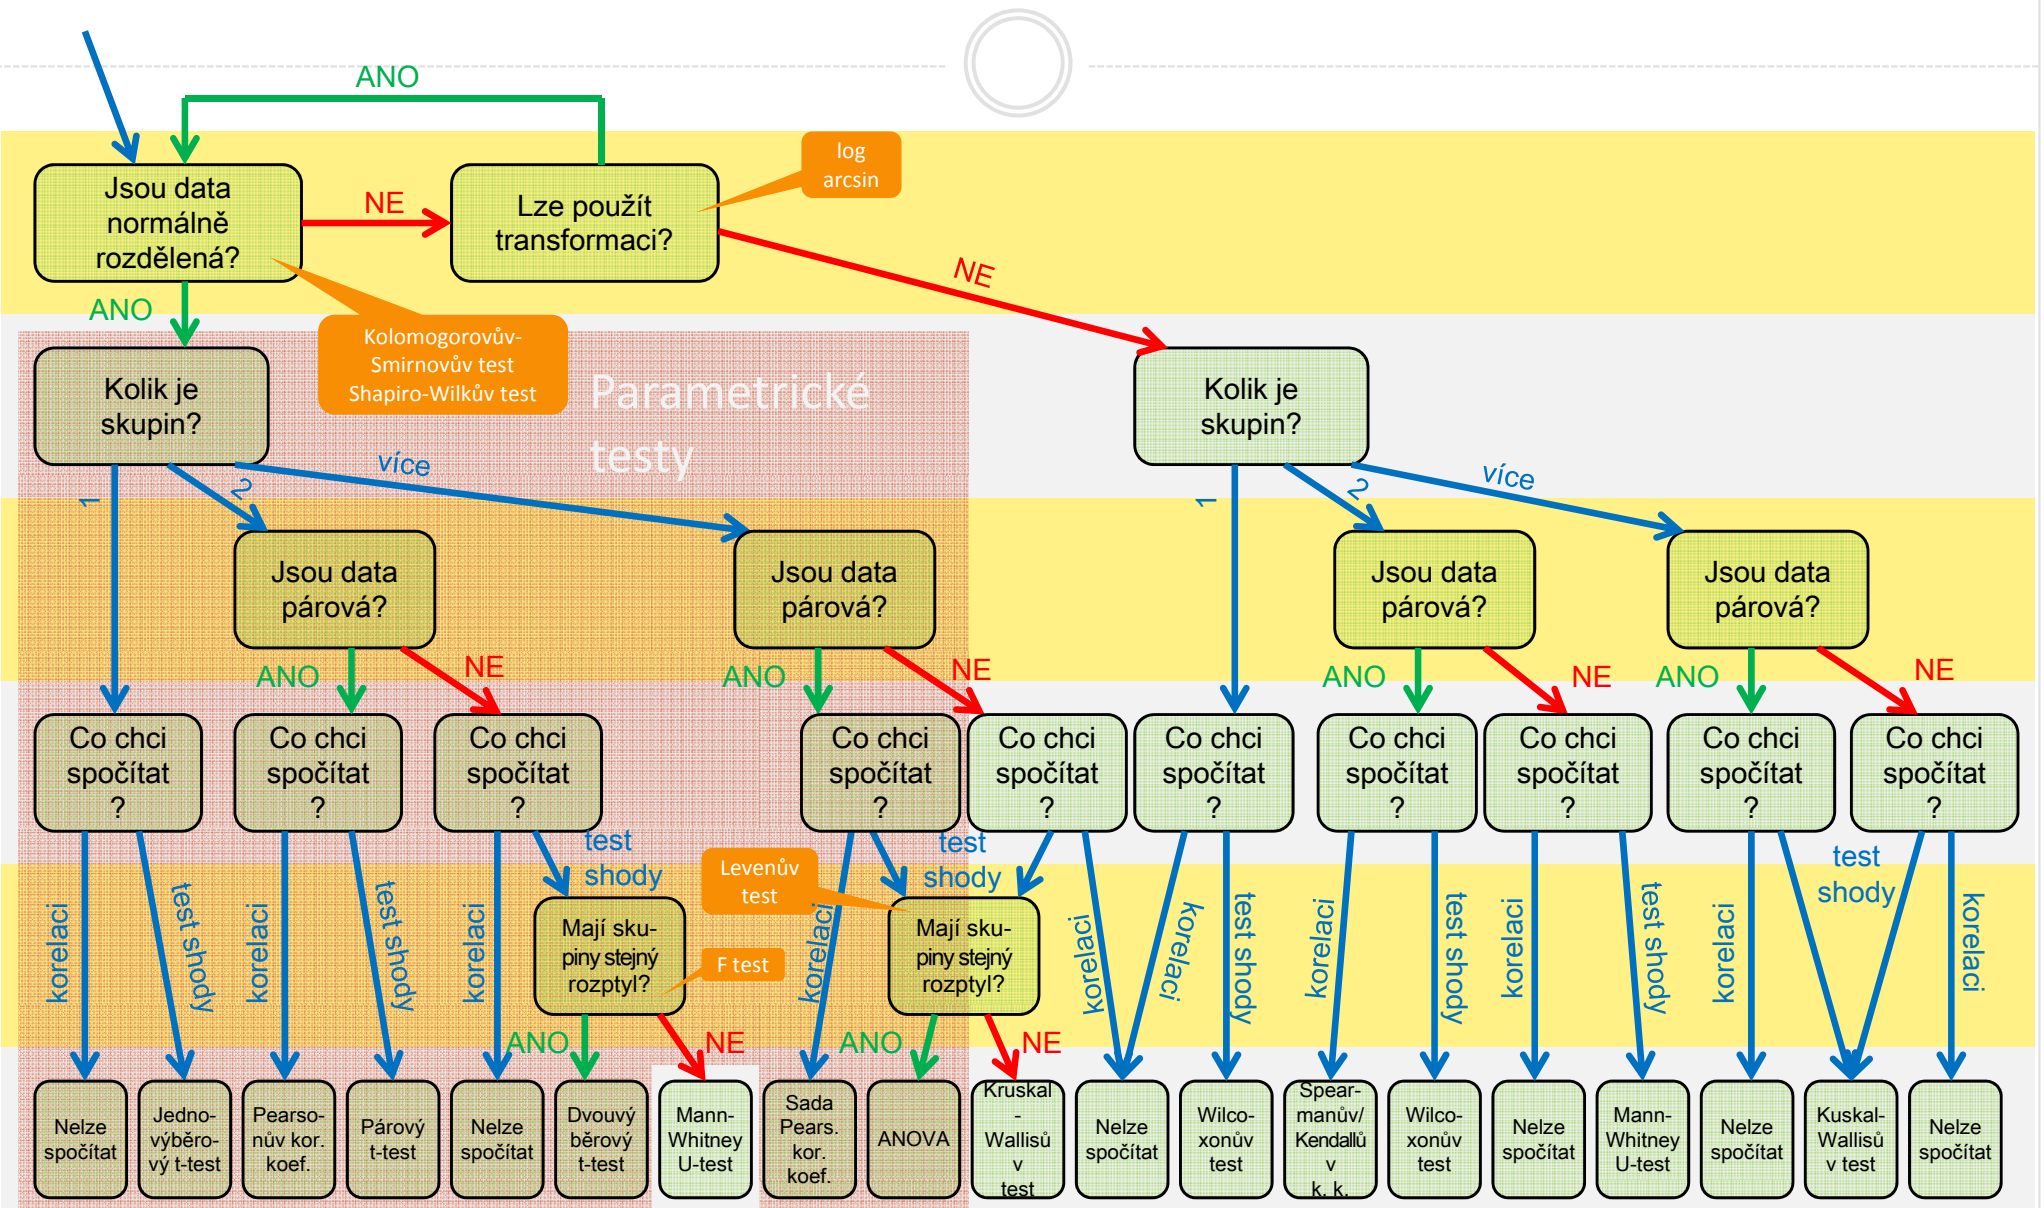 ANO
log
arcsin
Jsou data
normálně
rozdělená?
NE
Lze použít
transformaci?
NE
ANO
Kolomogorovův-
Smirnovův test
Shapiro-Wilkův test
Parametrické
testy
Kolik je
skupin?
Kolik je
skupin?
1
2
více
1
2
více
Jsou data
párová?
Jsou data
párová?
Jsou data
párová?
Jsou data
párová?
ANO
NE
ANO
NE
ANO
NE
ANO
NE
Co chci
spočítat
?
Co chci
spočítat
?
Co chci
spočítat
?
Co chci
spočítat
?
Co chci
spočítat
?
Co chci
spočítat
?
Co chci
spočítat
?
Co chci
spočítat
?
Co chci
spočítat
?
Co chci
spočítat
?
korelaci
test shody
korelaci
test shody
korelaci
test
shody
Levenův
test
korelaci
test
shody
korelaci
korelaci
test shody
korelaci
test shody
korelaci
test shody
korelaci
test
shody
korelaci
Mají sku-
piny stejný
rozptyl?
F test
Mají sku-
piny stejný
rozptyl?
ANO
NE
ANO
NE
Nelze
spočítat
Jedno-
výběro-
vý t-test
Pearso-
nův kor.
koef.
Párový
t-test
Nelze
spočítat
Dvouvý
běrový
t-test
Mann-
Whitney
U-test
Sada
Pears.
kor.
koef.
ANOVA
Kruskal
-
Wallisů
v
test
Nelze
spočítat
Wilco-
xonův
test
Spear-
manův/
Kendallů
v
k. k.
Wilco-
xonův
test
Nelze
spočítat
Mann-
Whitney
U-test
Nelze
spočítat
Kuskal-
Wallisů
v test
Nelze
spočítat